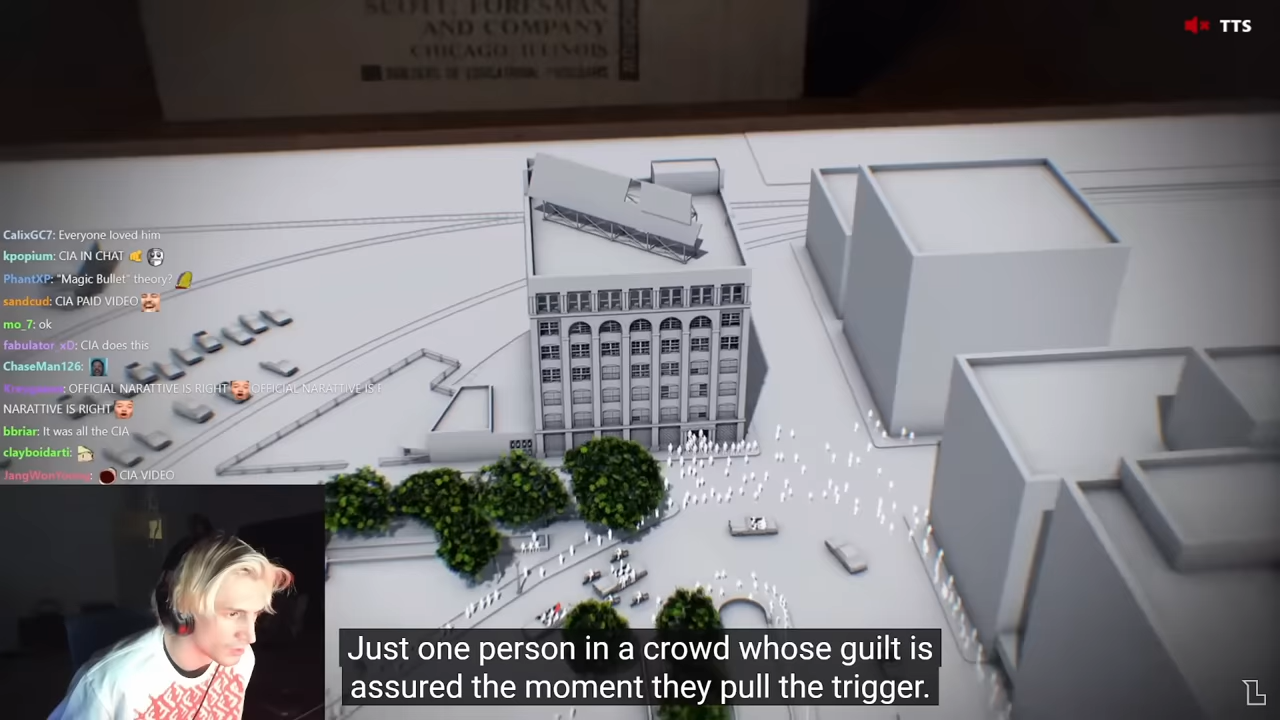 SCOTT, FORESMAN
AND COMPANY
CHICAGO, ILLINOIS
TTS
CalixGC7: Everyone loved him
kpopium: CIA IN CHAT
PhantXP: "Magic Bullet" theory?
sandcud: CIA PAID VIDEO
mo_7: ok
fabulator_xD: CIA does this
ChaseMan126:
OFFICIAL NARATTIVE IS RIGHT OFFICIAL NARATTIVE IS
NARATTIVE IS RIGHT
bbriar: It was all the CIA
clayboidarti:
CIA VIDEO
Just one person in a crowd whose guilt is
assured the moment they pull the trigger.